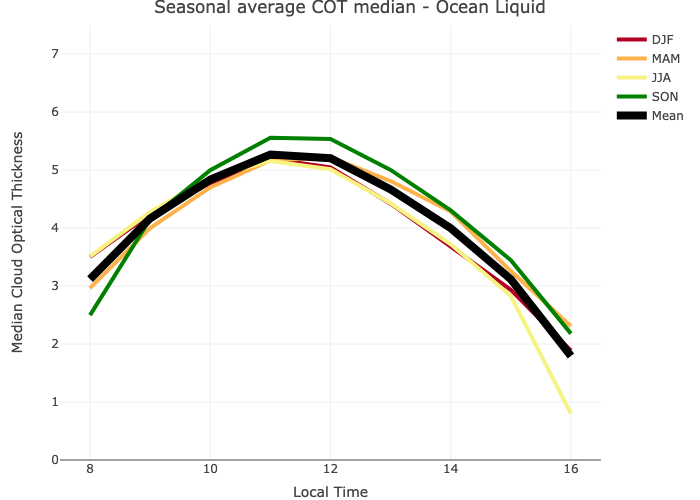 Seasonal average COT median - Ocean Liquid
Median Cloud Optical Thickness
7
6
5
4
3
2
1
0
8
10
12
14
16
Local Time
DJF
MAM
JJA
SON
Mean